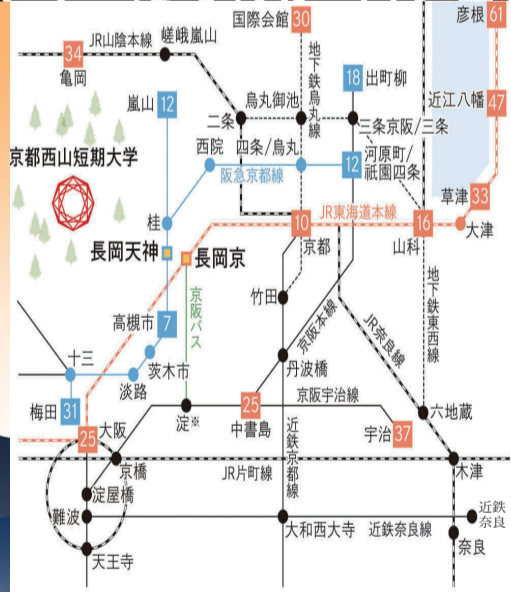 国際会館 30
彦根 61
JR山陰本線
嵯峨嵐山
34
亀岡
嵐山 12
二条
烏丸御池
地下鉄烏丸線
18 出町柳
三条京阪/三条
近江八幡 47
京都西山短期大学
西院
四条/烏丸
阪急京都線
12 河原町/
祇園四条
草津 33
JR東海道本線
大津
桂
10
京都
16
山科
長岡天神
長岡京
竹田
京阪バス
京阪本線
JR奈良線
地下鉄東西線
高槻市 7
茨木市
十三
淡路
丹波橋
梅田 31
25 大阪
淀※
25
中書島
京阪宇治線
宇治 37
六地蔵
近鉄京都線
京橋
JR片町線
木津
淀屋橋
難波
大和西大寺
近鉄奈良線
近鉄
奈良
天王寺
奈良